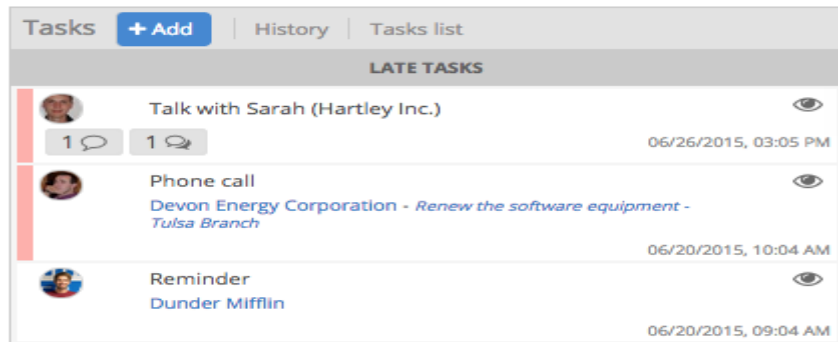 Tasks + Add History Tasks list
LATE TASKS
Talk with Sarah (Hartley Inc.)
1 1
06/26/2015, 03:05 PM
Phone call
Devon Energy Corporation - Renew the software equipment -
Tulsa Branch
06/20/2015, 10:04 AM
Reminder
Dunder Mifflin
06/20/2015, 09:04 AM